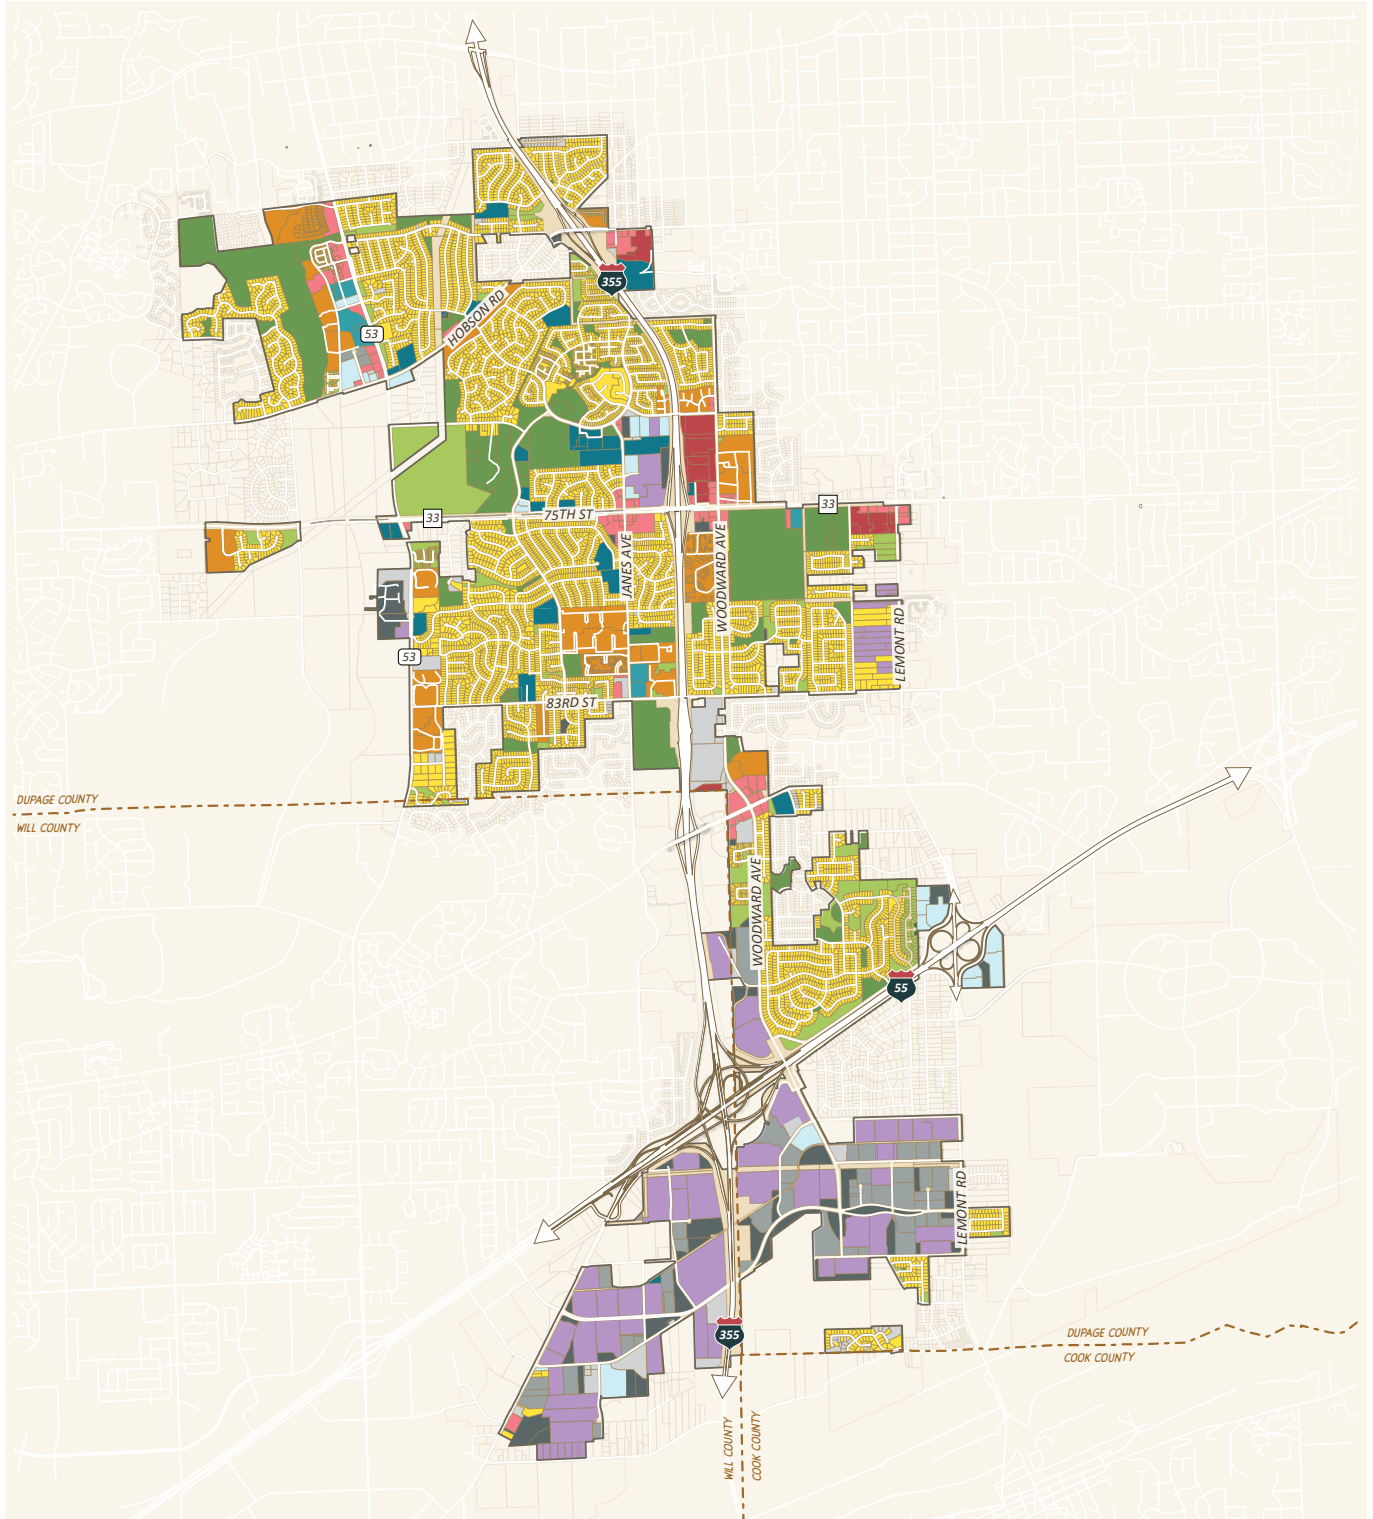 355
HOBSON RD
53
33
33
75TH ST
JANES AVE
WOODWARD AVE
LEMONT RD
53
83RD ST
DUPAGE COUNTY
WILL COUNTY
WOODWARD AVE
55
LEMONT RD
355
DUPAGE COUNTY
COOK COUNTY
WILL COUNTY
COOK COUNTY